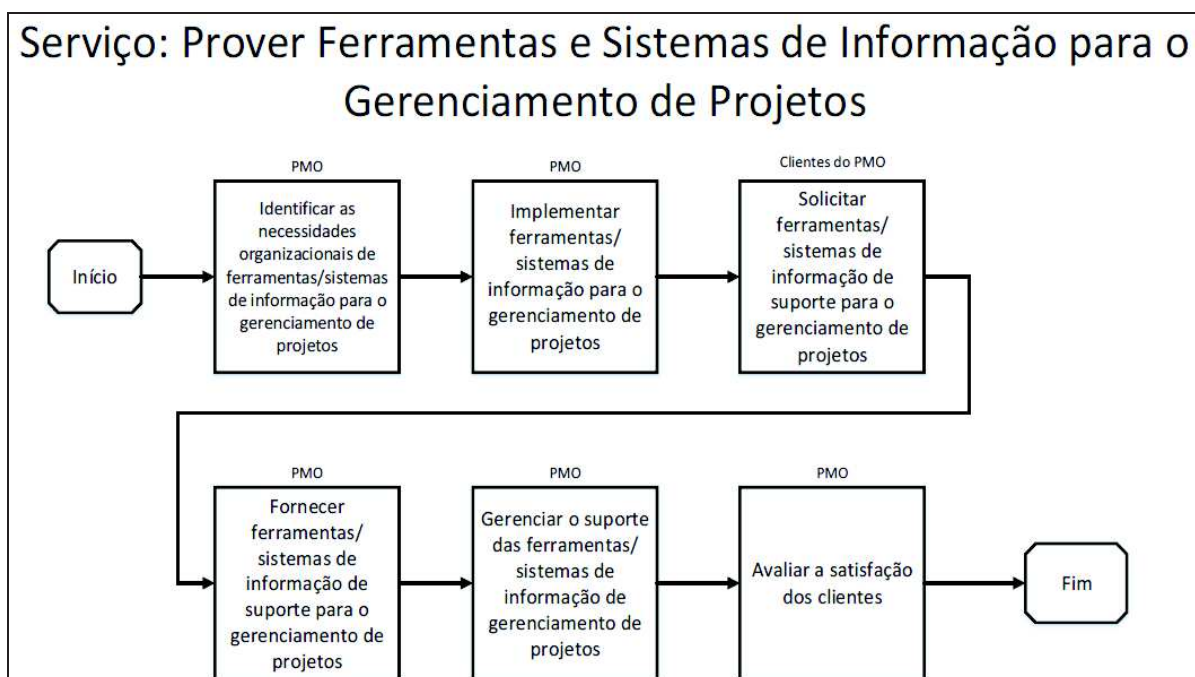 Serviço: Prover Ferramentas e Sistemas de Informação para o
Gerenciamento de Projetos
PMO
PMO
Clientes do PMO
Início
Identificar as
necessidades
organizacionais de
ferramentas/sistemas
de informação para o
gerenciamento de
projetos
Implementar
ferramentas/
sistemas de
informação para o
gerenciamento de
projetos
Solicitar
ferramentas/
sistemas de
informação de
suporte para o
gerenciamento de
projetos
PMO
PMO
PMO
Fornecer
ferramentas/
sistemas de
informação de
suporte para o
gerenciamento de
projetos
Gerenciar o suporte
das ferramentas/
sistemas de
informação de
gerenciamento de
projetos
Avaliar a satisfação
dos clientes
Fim